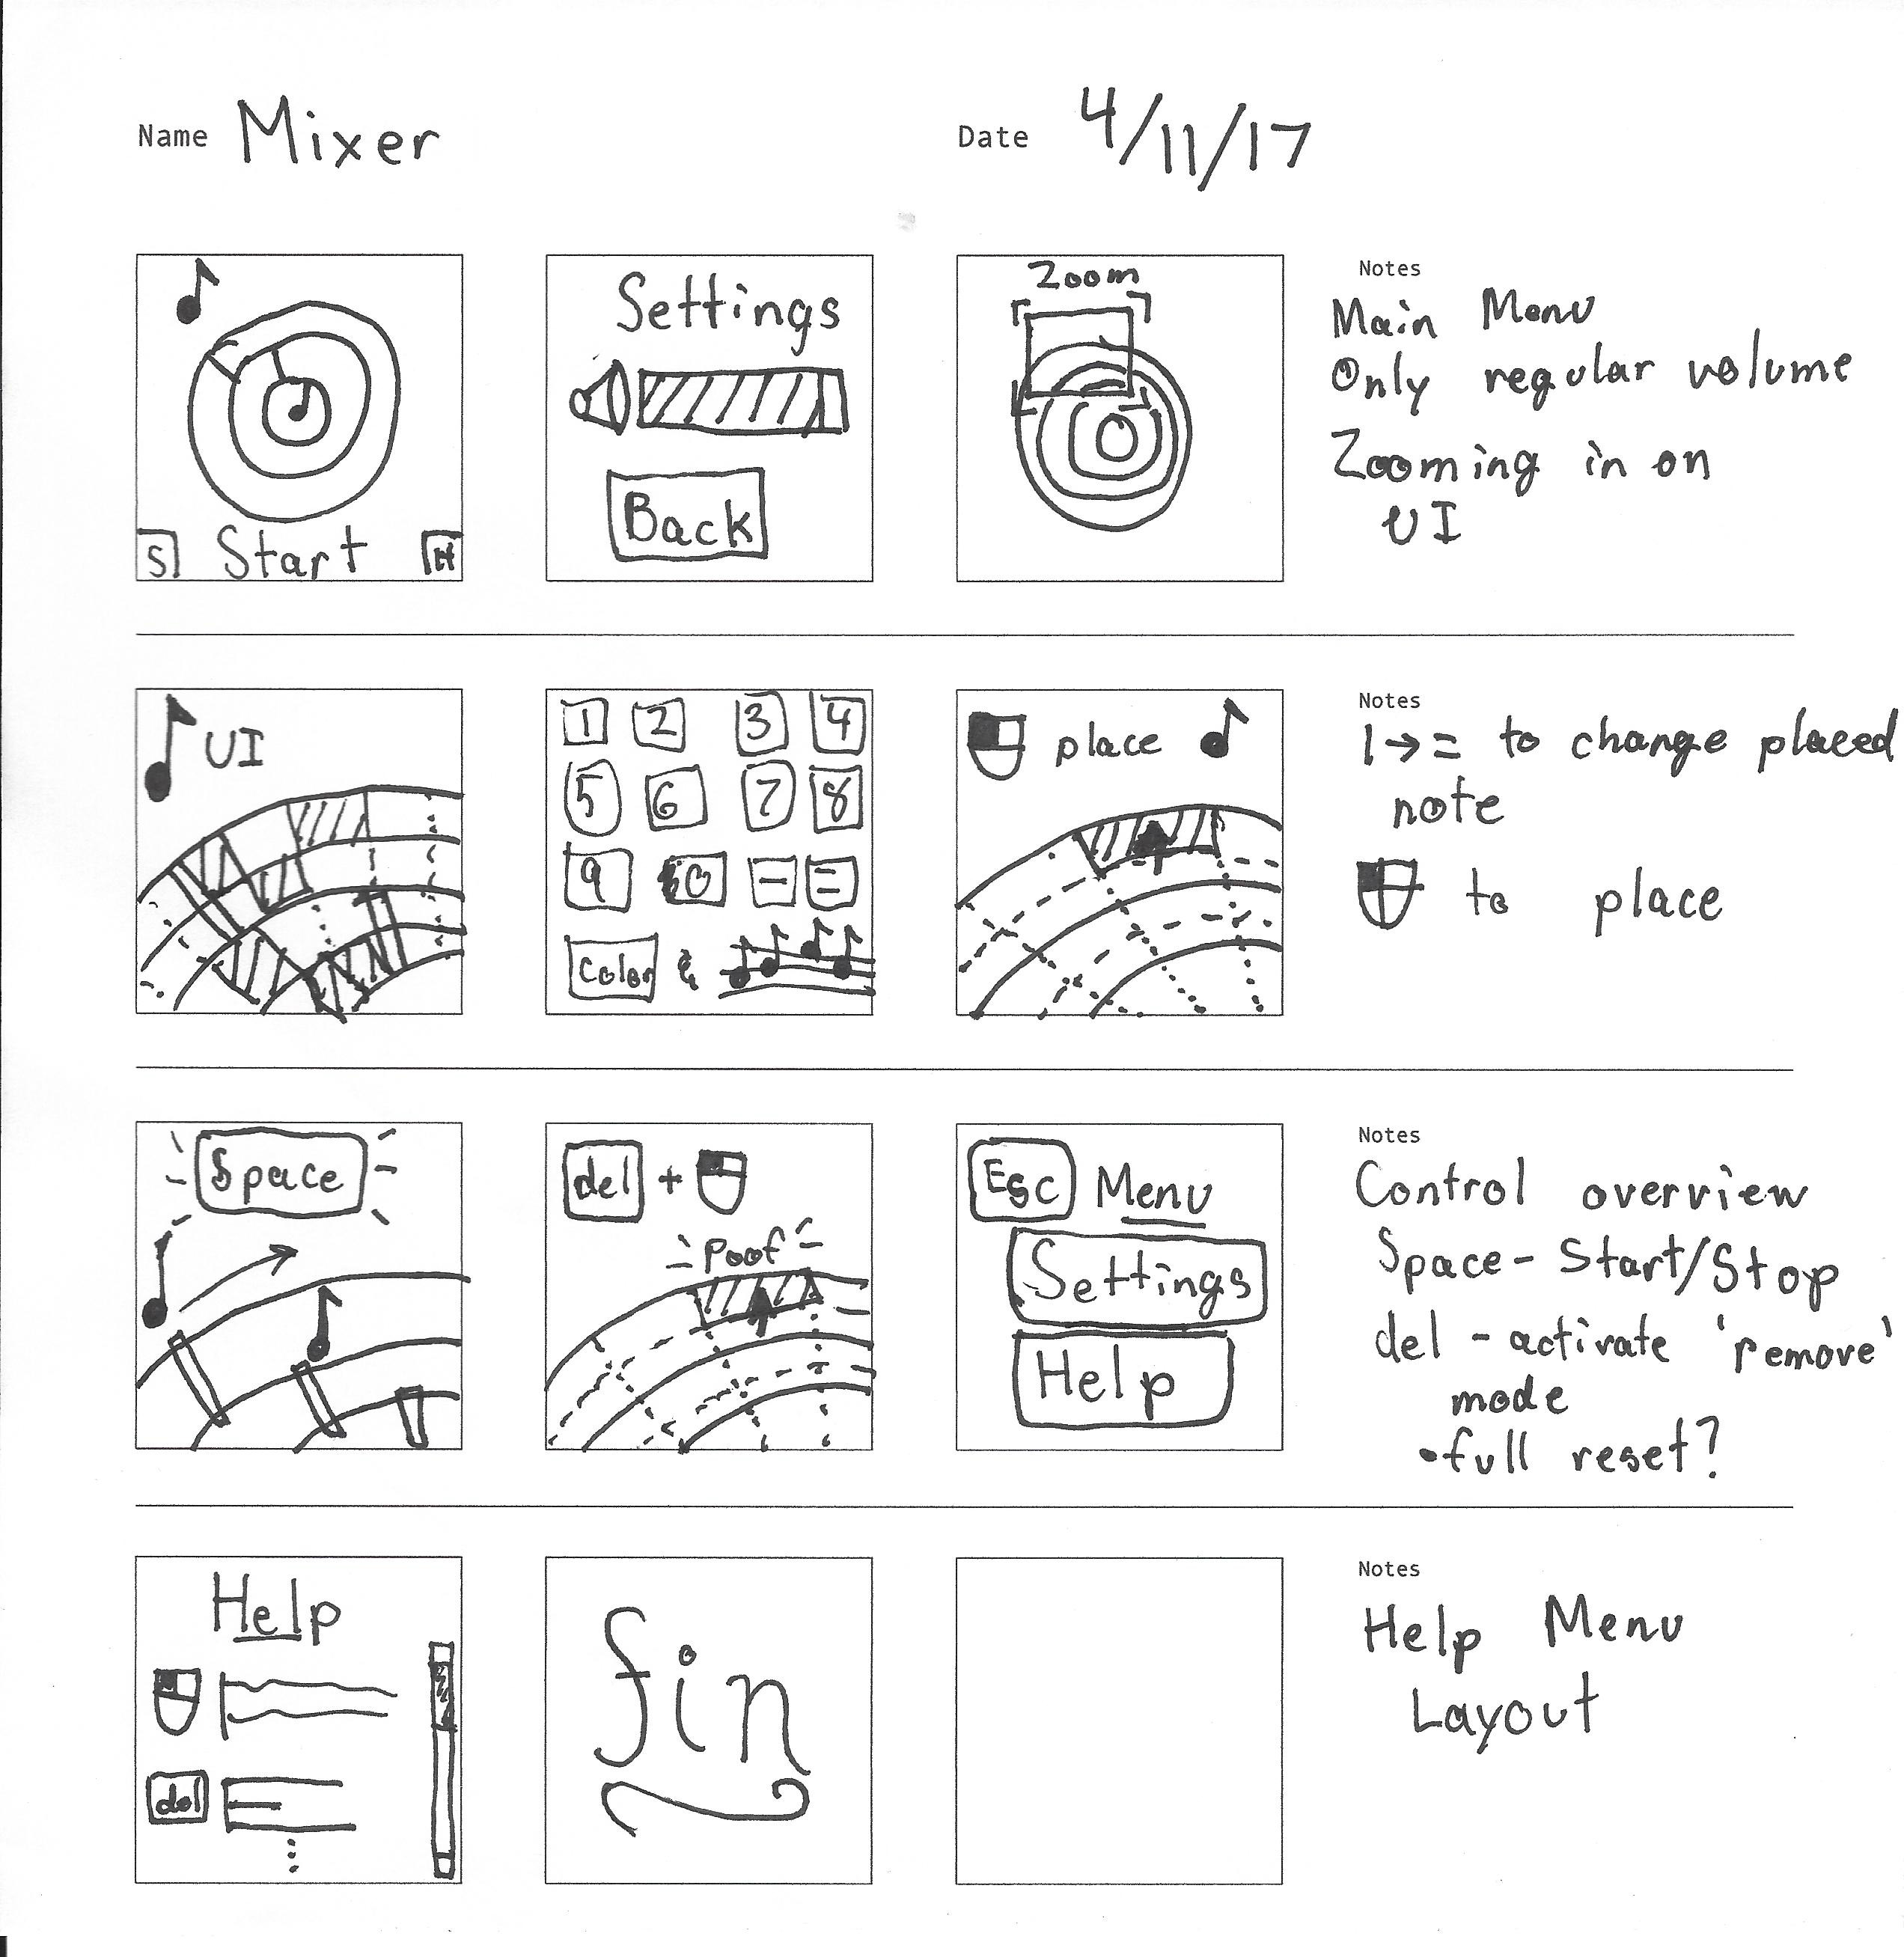 Name Mixer
Date 4/11/17
S Start H
Settings
Back
Zoom
Notes
Main Menu
Only regular volume
Zooming in on
UI
UI
1 2 3 4
5 6 7 8
9 0 - =
Color &
place
Notes
1→= to change placed
note
to place
Space
del +
Poof
Esc Menu
Settings
Help
Notes
Control overview
Space - Start/Stop
del - activate 'remove'
mode
•full reset?
Help
del
fin
Notes
Help Menu
Layout